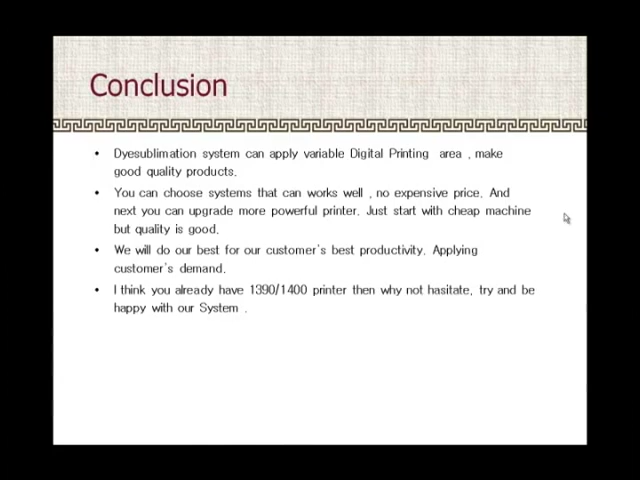 Conclusion
• Dyesublimation system can apply variable Digital Printing area , make
good quality products.
• You can choose systems that can works well , no expensive price. And
next you can upgrade more powerful printer. Just start with cheap machine
but quality is good.
• We will do our best for our customer's best productivity. Applying
customer's demand.
• I think you already have 1390/1400 printer then why not hasitate, try and be
happy with our System .